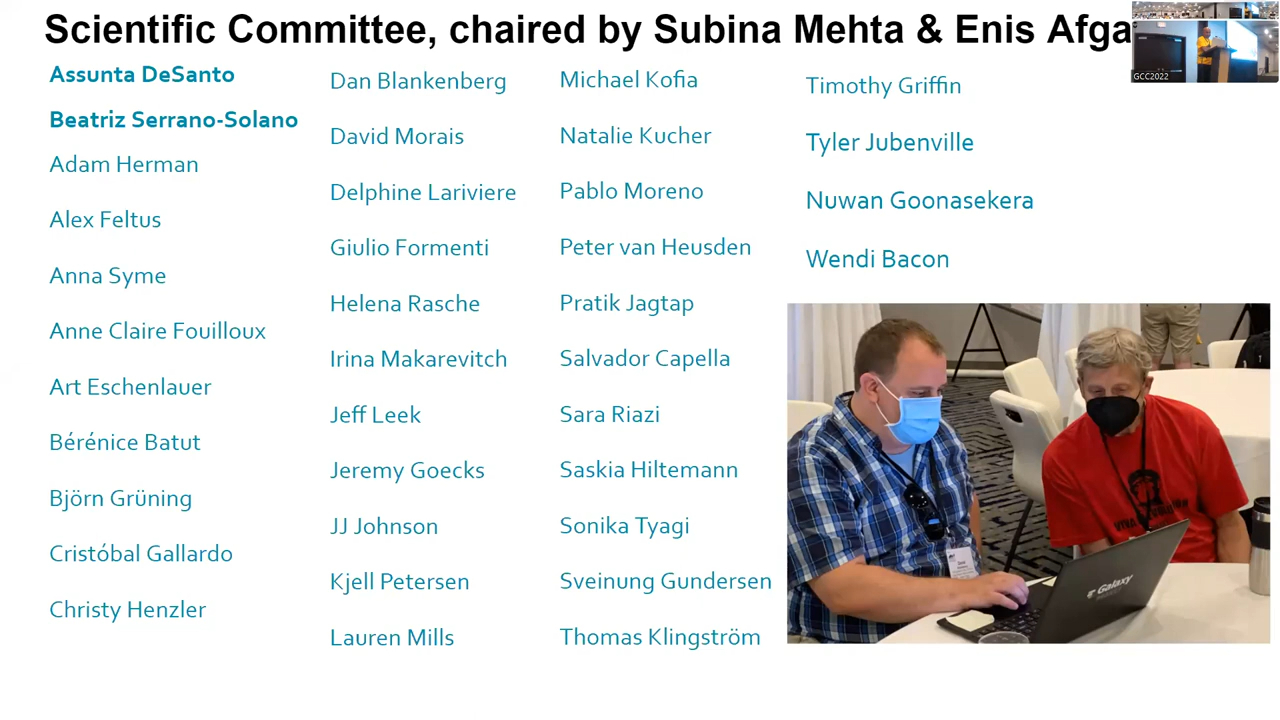 Scientific Committee, chaired by Subina Mehta & Enis Afga
GCC2022
Assunta DeSanto
Beatriz Serrano-Solano
Adam Herman
Alex Feltus
Anna Syme
Anne Claire Fouilloux
Art Eschenlauer
Bérénice Batut
Björn Grüning
Cristóbal Gallardo
Christy Henzler
Dan Blankenberg
David Morais
Delphine Lariviere
Giulio Formenti
Helena Rasche
Irina Makarevitch
Jeff Leek
Jeremy Goecks
JJ Johnson
Kjell Petersen
Lauren Mills
Michael Kofia
Natalie Kucher
Pablo Moreno
Peter van Heusden
Pratik Jagtap
Salvador Capella
Sara Riazi
Saskia Hiltemann
Sonika Tyagi
Sveinung Gundersen
Thomas Klingström
Timothy Griffin
Tyler Jubenville
Nuwan Goonasekera
Wendi Bacon
Galaxy